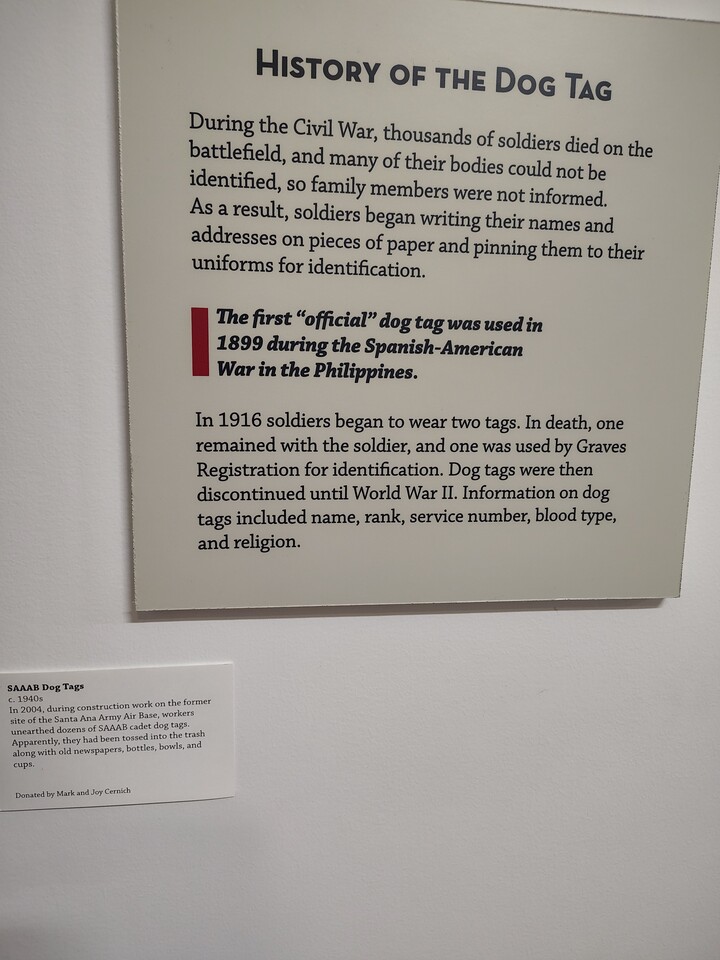 HISTORY OF THE DOG TAG
During the Civil War, thousands of soldiers died on the
battlefield, and many of their bodies could not be
identified, so family members were not informed.
As a result, soldiers began writing their names and
addresses on pieces of paper and pinning them to their
uniforms for identification.
The first “official” dog tag was used in
1899 during the Spanish-American
War in the Philippines.
In 1916 soldiers began to wear two tags. In death, one
remained with the soldier, and one was used by Graves
Registration for identification. Dog tags were then
discontinued until World War II. Information on dog
tags included name, rank, service number, blood type,
and religion.
SAAAB Dog Tags
c. 1940s
In 2004, during construction work on the former
site of the Santa Ana Army Air Base, workers
unearthed dozens of SAAAB cadet dog tags.
Apparently, they had been tossed into the trash
along with old newspapers, bottles, bowls, and
cups.
Donated by Mark and Joy Cernich